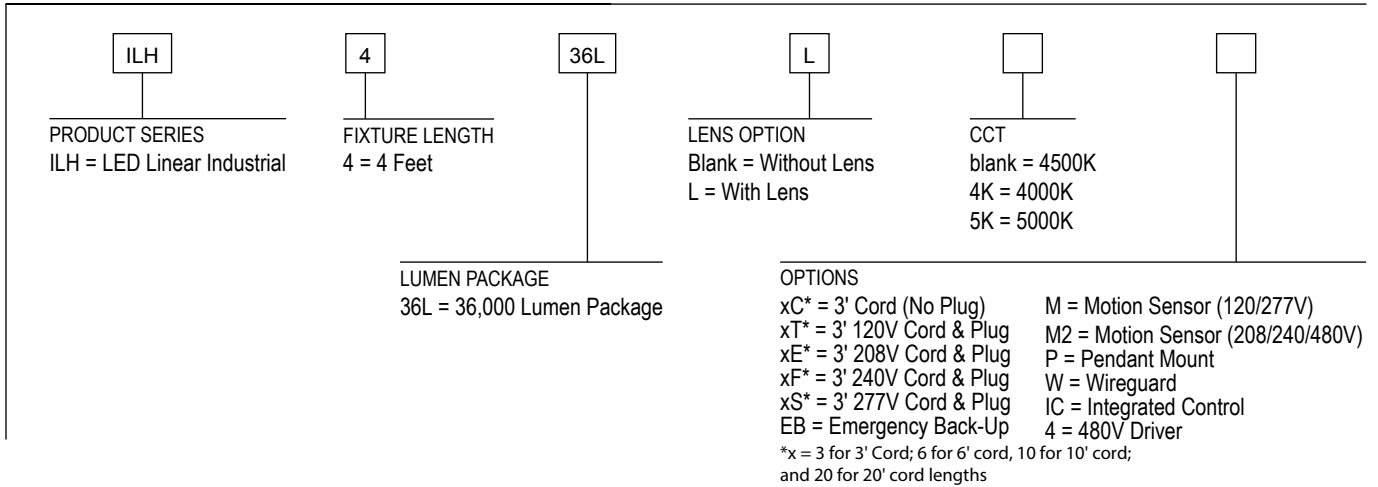 ILH
4
36L
L
PRODUCT SERIES
ILH = LED Linear Industrial
FIXTURE LENGTH
4 = 4 Feet
LENS OPTION
Blank = Without Lens
L = With Lens
CCT
blank = 4500K
4K = 4000K
5K = 5000K
LUMEN PACKAGE
36L = 36,000 Lumen Package
OPTIONS
xC* = 3' Cord (No Plug)
xT* = 3' 120V Cord & Plug
xE* = 3' 208V Cord & Plug
xF* = 3' 240V Cord & Plug
xS* = 3' 277V Cord & Plug
EB = Emergency Back-Up
M = Motion Sensor (120/277V)
M2 = Motion Sensor (208/240/480V)
P = Pendant Mount
W = Wireguard
IC = Integrated Control
4 = 480V Driver
*x = 3 for 3' Cord; 6 for 6' cord, 10 for 10' cord;
and 20 for 20' cord lengths